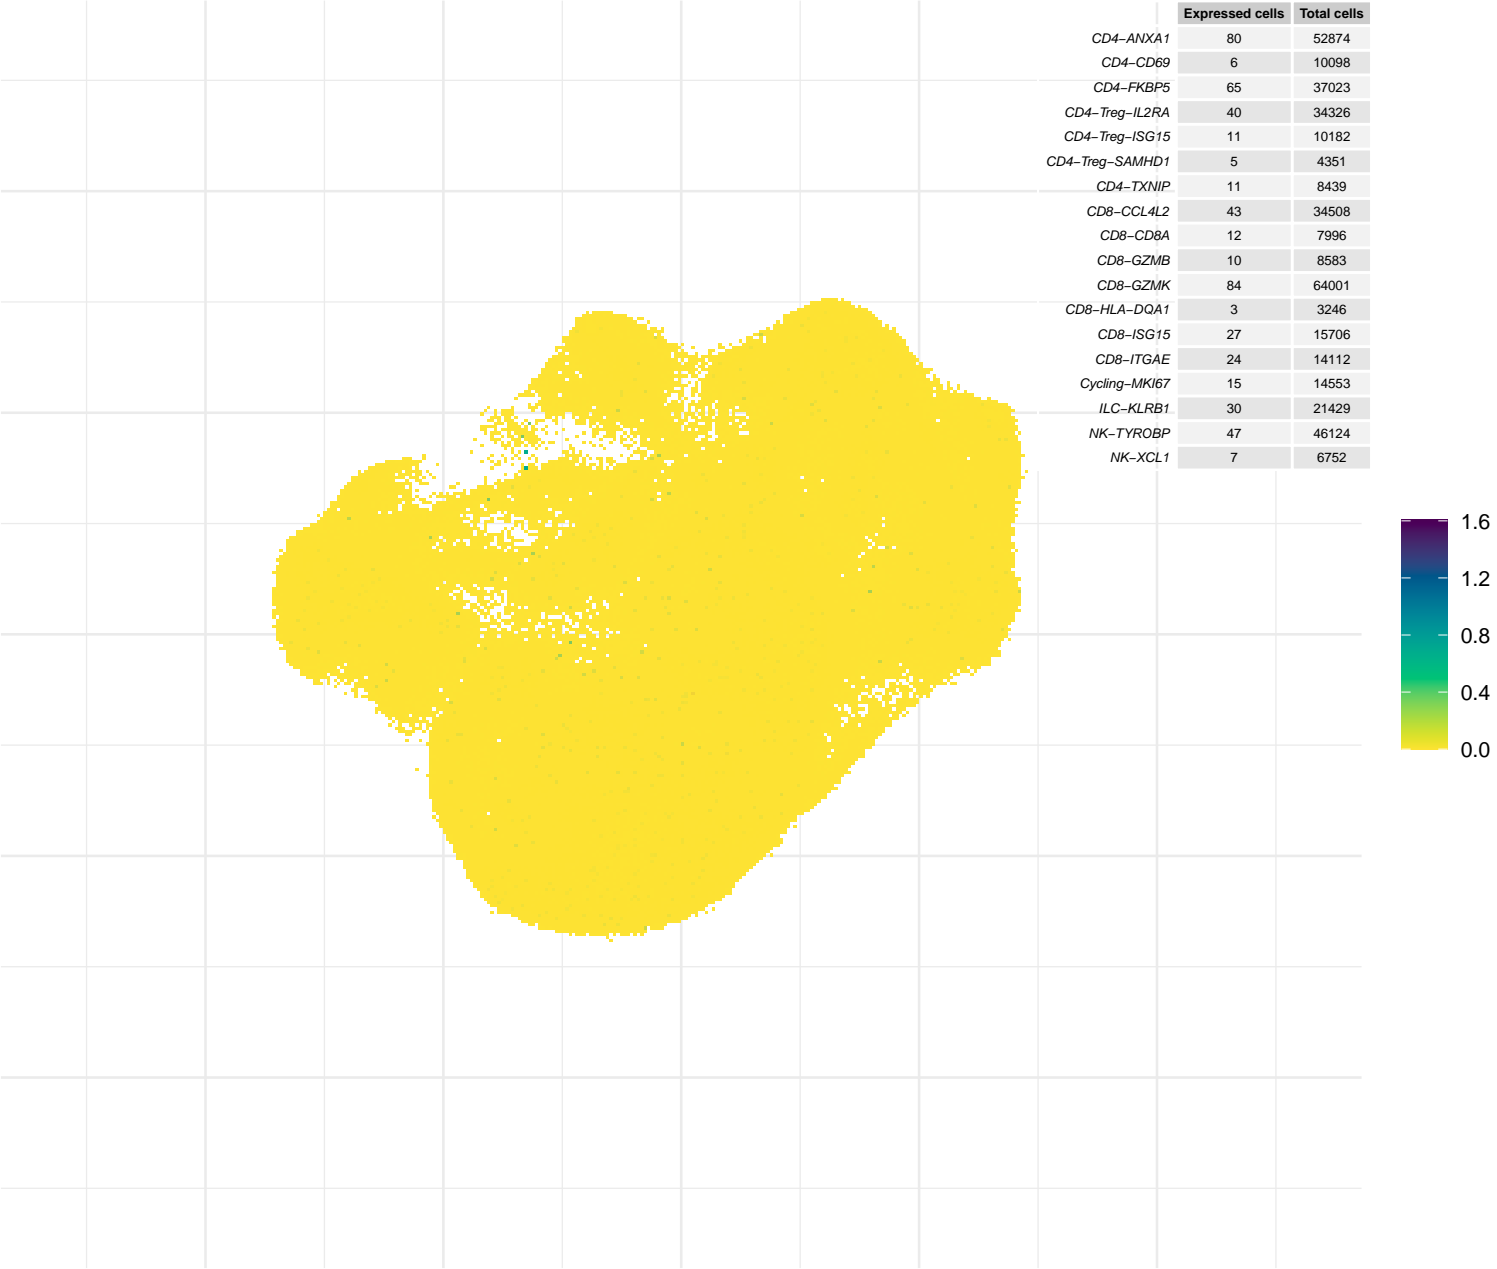 Expressed cells Total cells
CD4−ANXA1 80 52874
CD4−CD69 6 10098
CD4−FKBP5 65 37023
CD4−Treg−IL2RA 40 34326
CD4−Treg−ISG15 11 10182
CD4−Treg−SAMHD1 5 4351
CD4−TXNIP 11 8439
CD8−CCL4L2 43 34508
CD8−CD8A 12 7996
CD8−GZMB 10 8583
CD8−GZMK 84 64001
CD8−HLA−DQA1 3 3246
CD8−ISG15 27 15706
CD8−ITGAE 24 14112
Cycling−MKI67 15 14553
ILC−KLRB1 30 21429
NK−TYROBP 47 46124
NK−XCL1 7 6752
1.6
1.2
0.8
0.4
0.0